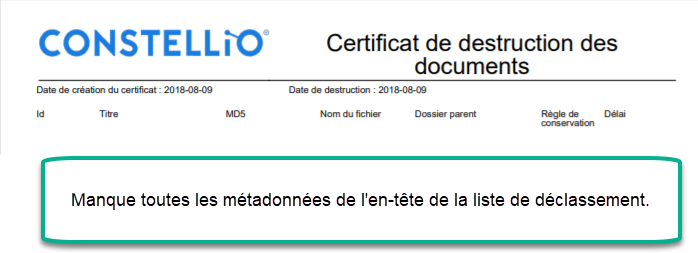 CONSTELLiO
Certificat de destruction des
documents
Date de création du certificat : 2018-08-09 Date de destruction : 2018-08-09
Id Titre MD5 Nom du fichier Dossier parent Règle de conservation Délai
Manque toutes les métadonnées de l'en-tête de la liste de déclassement.